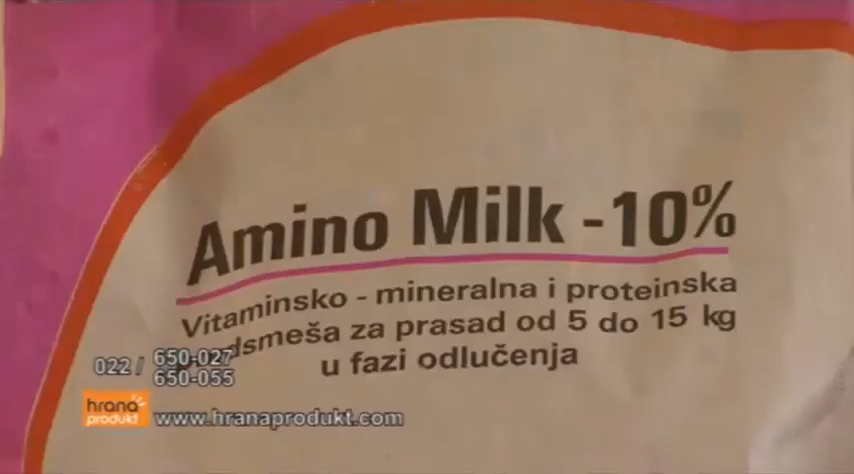 Amino Milk - 10%
Vitaminsko - mineralna i proteinska
za prasad od 5 do 15 kg
u fazi odlučenja
022 / 650-027
650-055
hrana
produkt
www.hranaprodukt.com